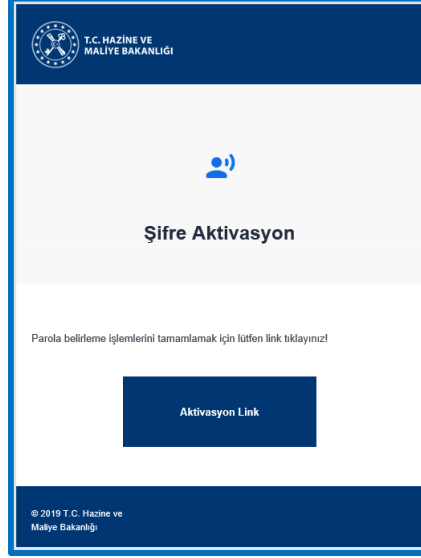 T.C. HAZİNE VE
MALİYE BAKANLIĞI
Şifre Aktivasyon
Parola belirleme işlemlerini tamamlamak için lütfen link tıklayınız!
Aktivasyon Link
© 2019 T.C. Hazine ve
Maliye Bakanlığı